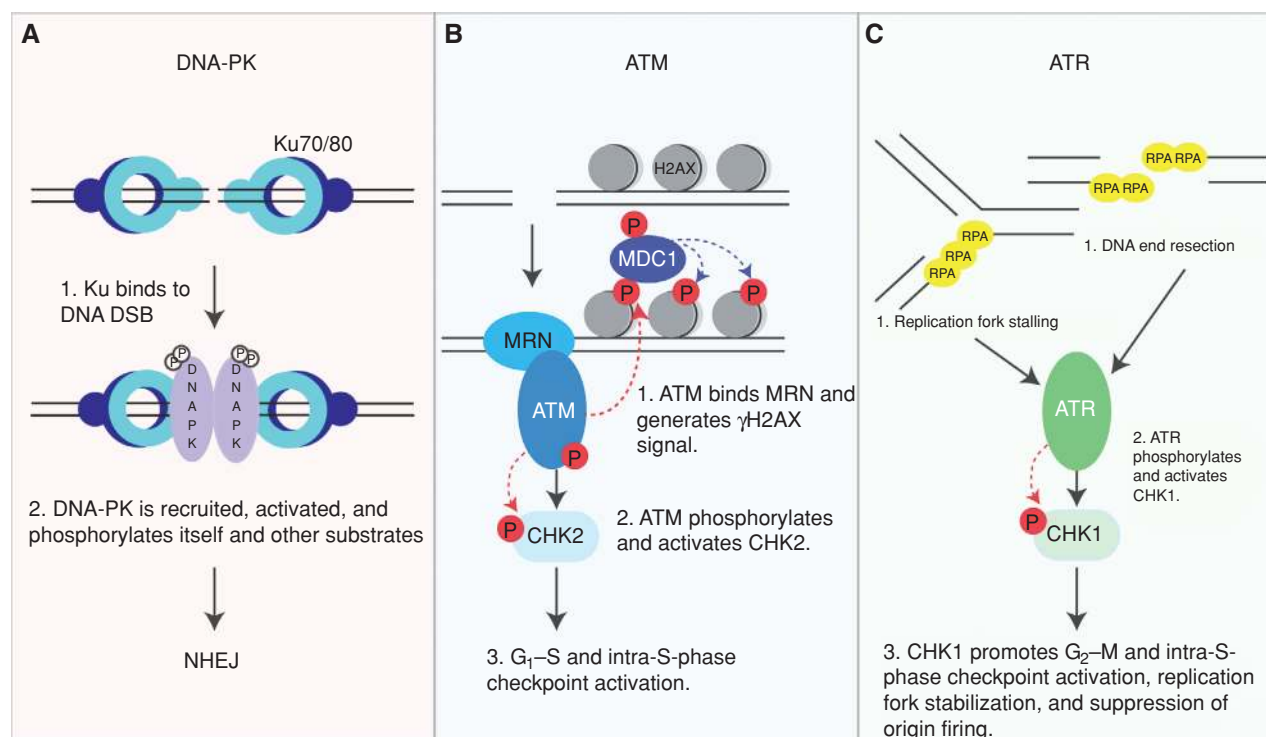 A
DNA-PK
Ku70/80
1. Ku binds to
DNA DSB
P
P
P
P
D
N
A
P
K
D
N
A
P
K
2. DNA-PK is recruited, activated, and
phosphorylates itself and other substrates
NHEJ
B
ATM
H2AX
P
MDC1
P
P
P
MRN
ATM
P
1. ATM binds MRN and
generates γH2AX
signal.
P
CHK2
2. ATM phosphorylates
and activates CHK2.
3. G₁–S and intra-S-phase
checkpoint activation.
C
ATR
RPA RPA
RPA RPA
RPA
RPA
RPA
1. DNA end resection
1. Replication fork stalling
ATR
2. ATR
phosphorylates
and activates
CHK1.
P
CHK1
3. CHK1 promotes G₂–M and intra-S-
phase checkpoint activation, replication
fork stabilization, and suppression of
origin firing.